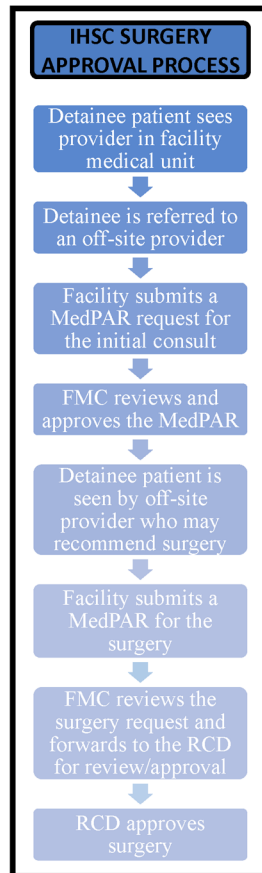 IHSC SURGERY
APPROVAL PROCESS
Detainee patient sees
provider in facility
medical unit
Detainee is referred to
an off-site provider
Facility submits a
MedPAR request for
the initial consult
FMC reviews and
approves the MedPAR
Detainee patient is
seen by off-site
provider who may
recommend surgery
Facility submits a
MedPAR for the
surgery
FMC reviews the
surgery request and
forwards to the RCD
for review/approval
RCD approves
surgery